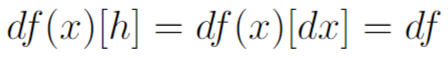 df(x)[h] = df(x)[dx] = df